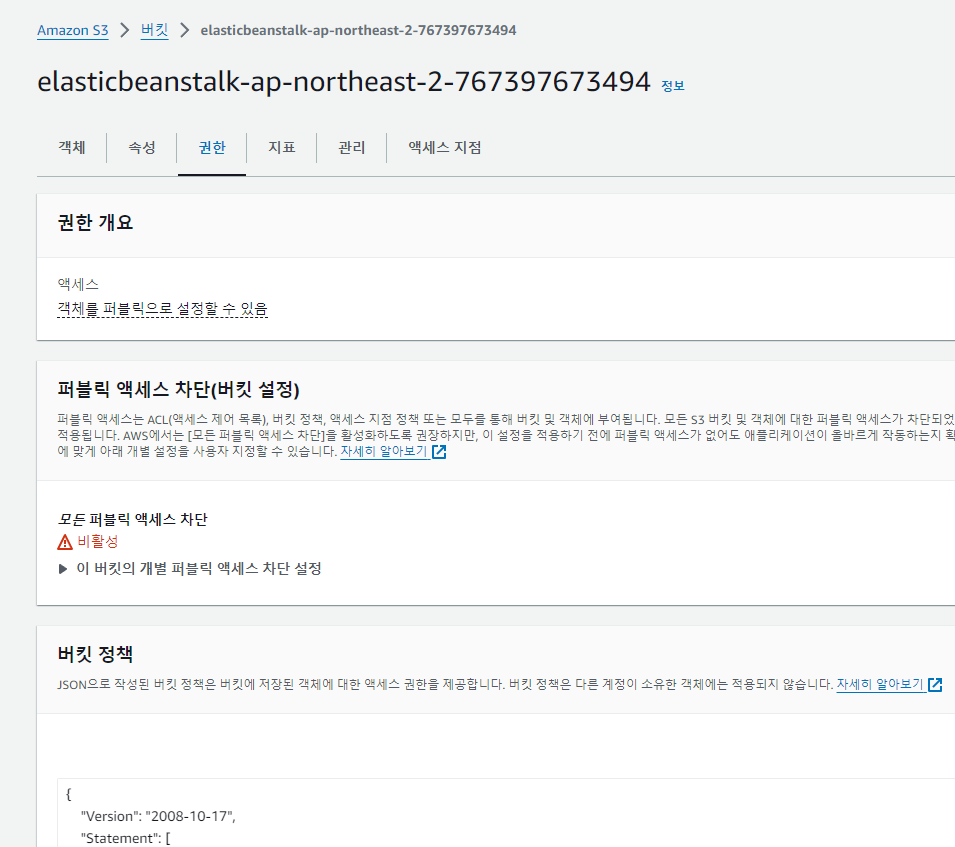 Amazon S3 > 버킷 > elasticbeanstalk-ap-northeast-2-767397673494
elasticbeanstalk-ap-northeast-2-767397673494 정보
객체 속성 권한 지표 관리 액세스 지점
권한 개요
액세스
객체를 퍼블릭으로 설정할 수 있음
퍼블릭 액세스 차단(버킷 설정)
퍼블릭 액세스는 ACL(액세스 제어 목록), 버킷 정책, 액세스 지점 정책 또는 모두를 통해 버킷 및 객체에 부여됩니다. 모든 S3 버킷 및 객체에 대한 퍼블릭 액세스가 차단되었
적용됩니다. AWS에서는 [모든 퍼블릭 액세스 차단]을 활성화하도록 권장하지만, 이 설정을 적용하기 전에 퍼블릭 액세스가 없어도 애플리케이션이 올바르게 작동하는지 확
에 맞게 아래 개별 설정을 사용자 지정할 수 있습니다. 자세히 알아보기
모든 퍼블릭 액세스 차단
비활성
이 버킷의 개별 퍼블릭 액세스 차단 설정
버킷 정책
JSON으로 작성된 버킷 정책은 버킷에 저장된 객체에 대한 액세스 권한을 제공합니다. 버킷 정책은 다른 계정이 소유한 객체에는 적용되지 않습니다. 자세히 알아보기
{
"Version": "2008-10-17",
"Statement": [